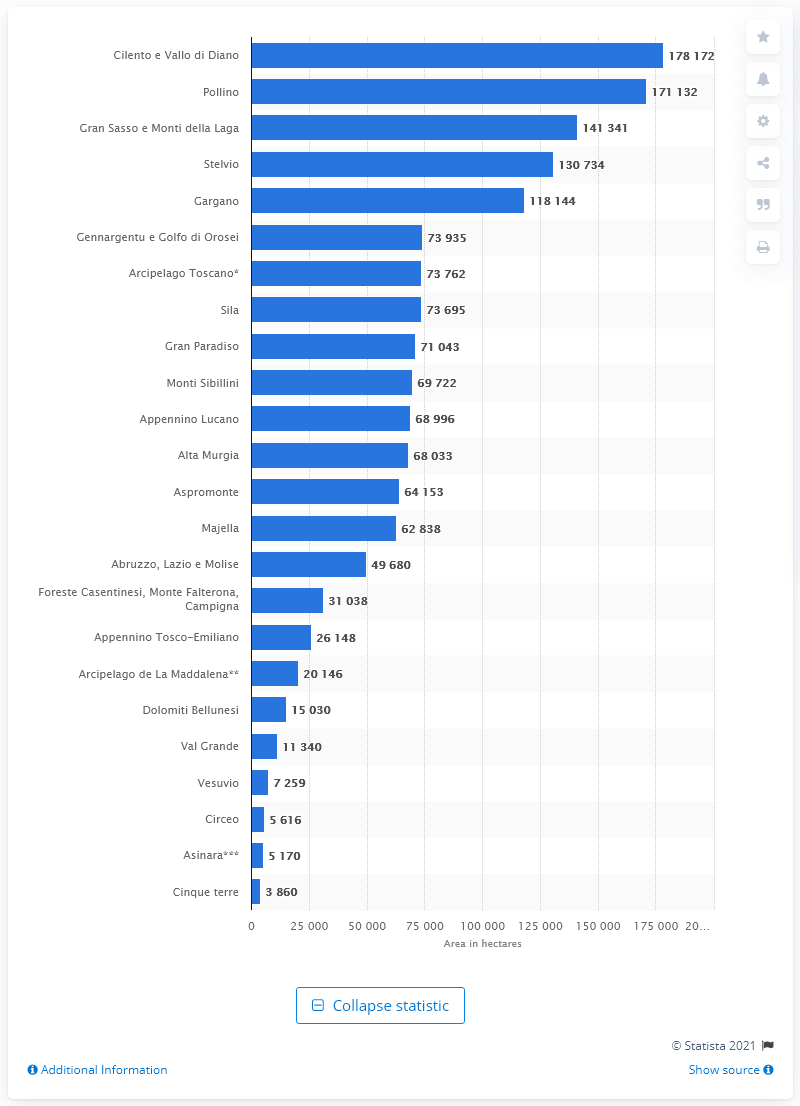 Cilento e Vallo di Diano 178 172
Pollino 171 132
Gran Sasso e Monti della Laga 141 341
Stelvio 130 734
Gargano 118 144
Gennargentu e Golfo di Orosei 73 935
Arcipelago Toscano* 73 762
Sila 73 695
Gran Paradiso 71 043
Monti Sibillini 69 722
Appennino Lucano 68 996
Alta Murgia 68 033
Aspromonte 64 153
Majella 62 838
Abruzzo, Lazio e Molise 49 680
Foreste Casentinesi, Monte Falterona,
Campigna 31 038
Appennino Tosco-Emiliano 26 148
Arcipelago de La Maddalena** 20 146
Dolomiti Bellunesi 15 030
Val Grande 11 340
Vesuvio 7 259
Circeo 5 616
Asinara*** 5 170
Cinque terre 3 860
0 25 000 50 000 75 000 100 000 125 000 150 000 175 000 20...
Area in hectares
Collapse statistic
© Statista 2021
Additional Information Show source